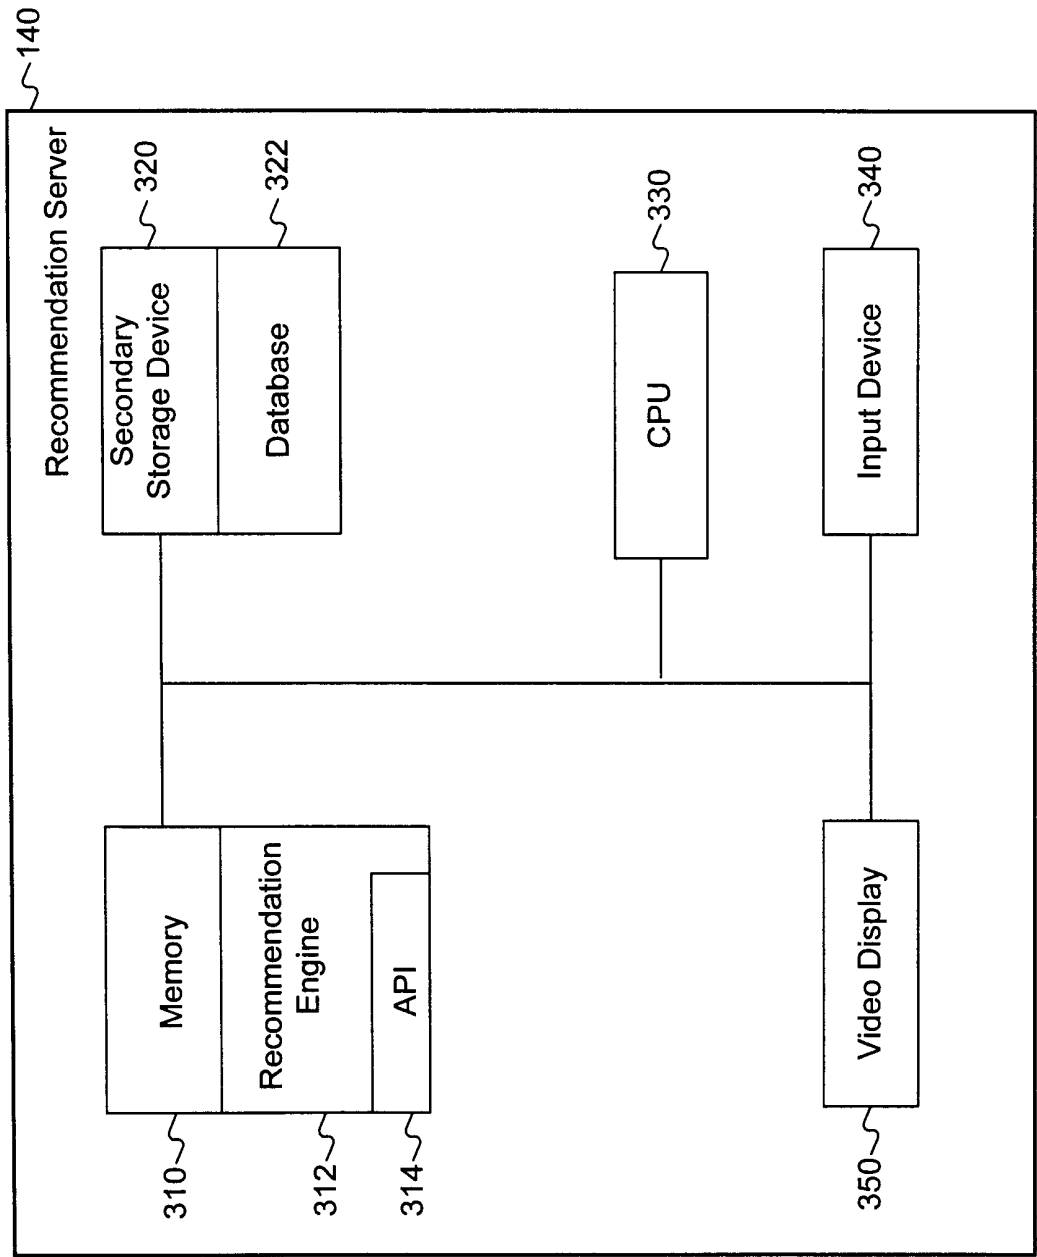 140
Recommendation Server
310
Memory
312
Recommendation
Engine
314
API
Secondary
Storage Device
320
Database
322
CPU
330
350
Video Display
Input Device
340